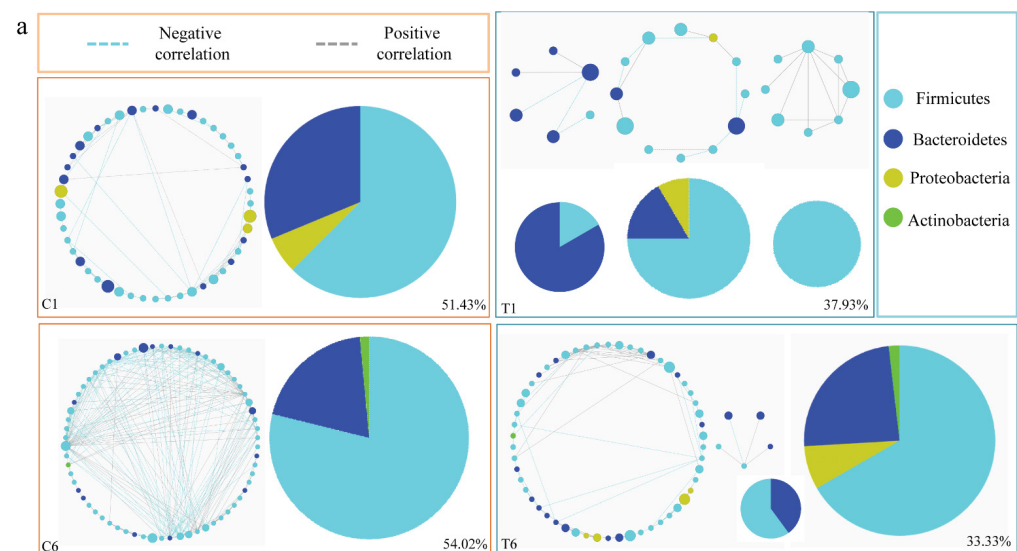 a
Negative correlation
Positive correlation
C1
51.43%
T1
37.93%
Firmicutes
Bacteroidetes
Proteobacteria
Actinobacteria
C6
54.02%
T6
33.33%